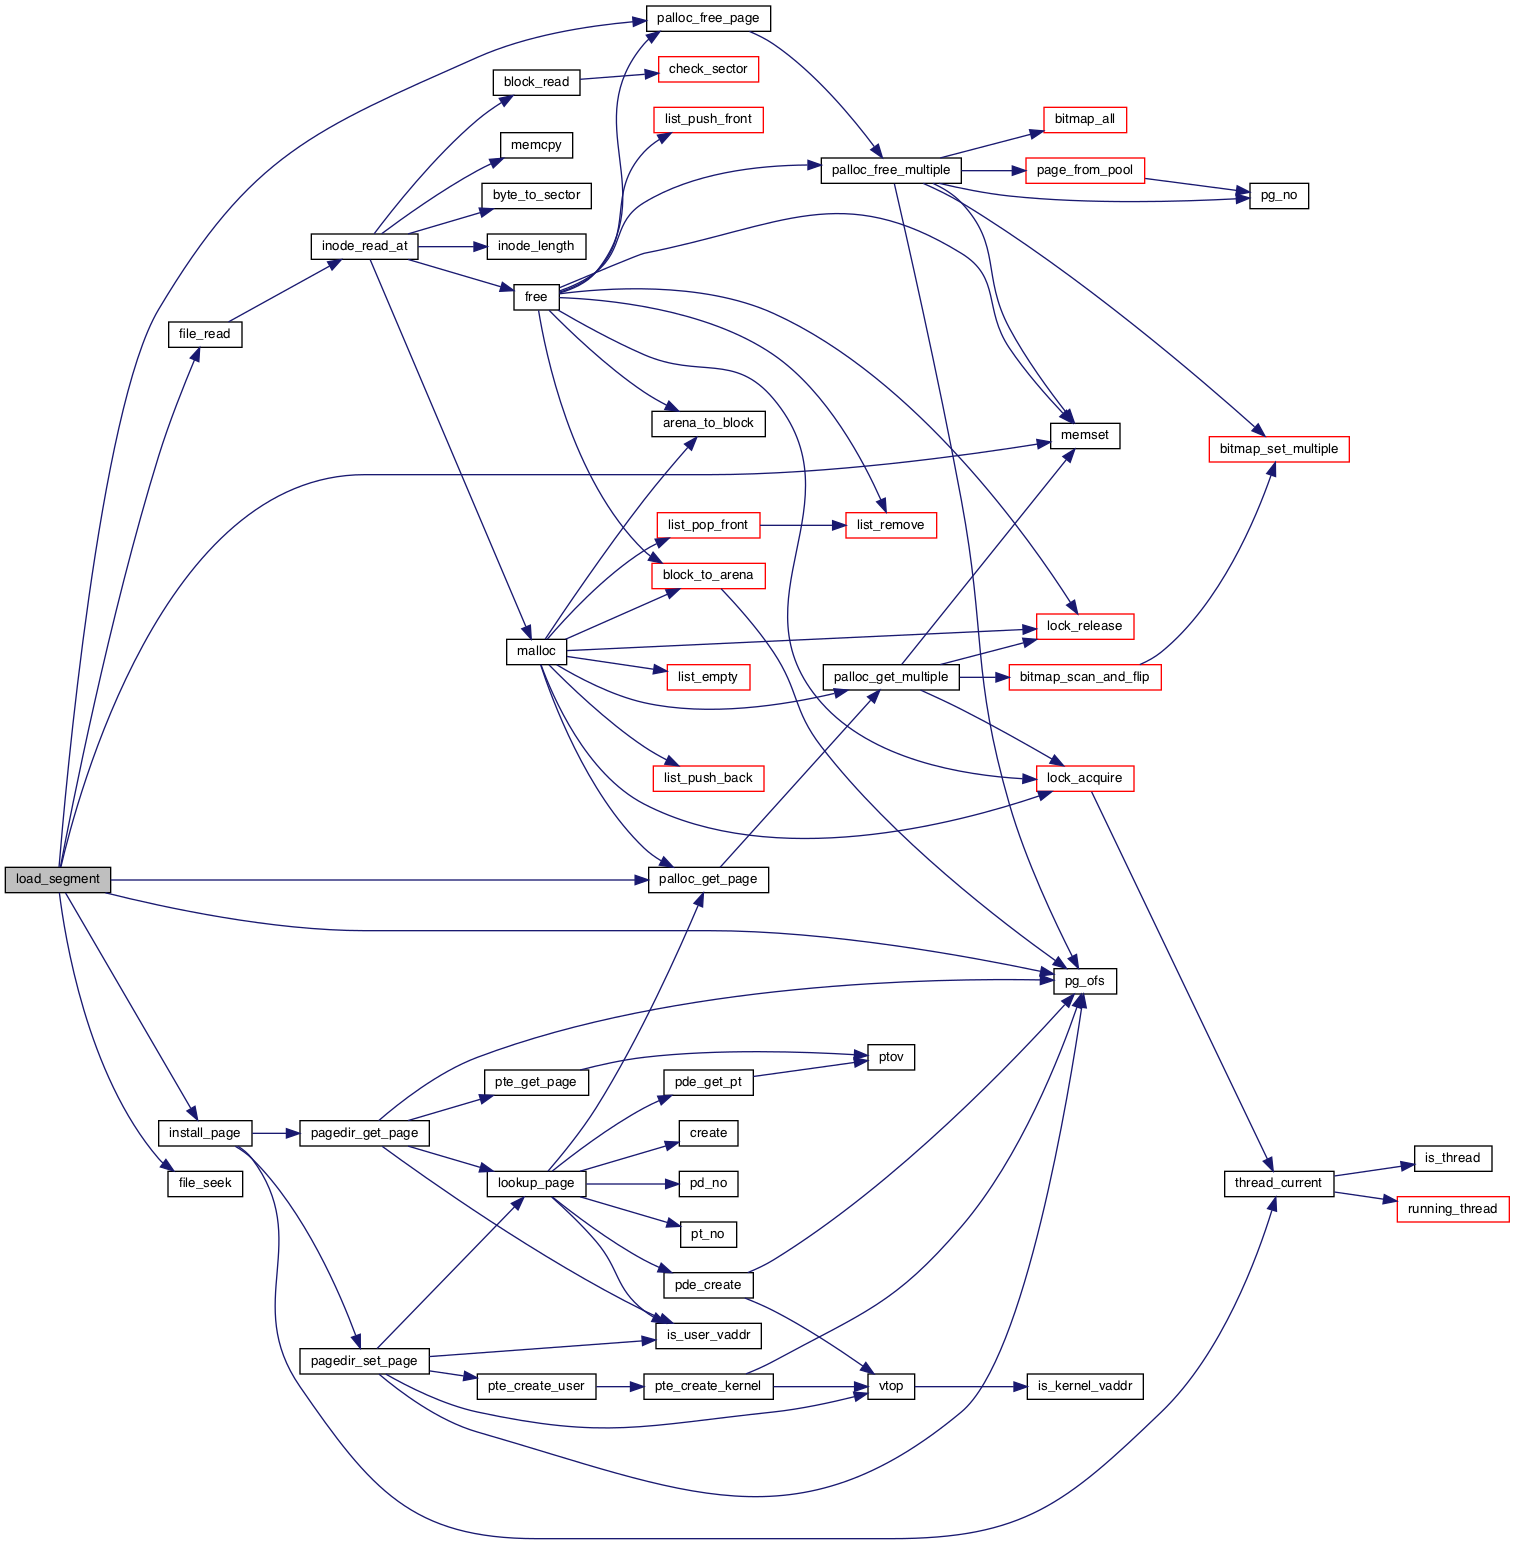 palloc_free_page
block_read
check_sector
list_push_front
bitmap_all
memcpy
palloc_free_multiple
page_from_pool
byte_to_sector
pg_no
inode_read_at
inode_length
free
file_read
arena_to_block
memset
bitmap_set_multiple
list_pop_front
list_remove
block_to_arena
lock_release
malloc
list_empty
palloc_get_multiple
bitmap_scan_and_flip
list_push_back
lock_acquire
load_segment
palloc_get_page
pg_ofs
ptov
pte_get_page
pde_get_pt
install_page
pagedir_get_page
create
is_thread
file_seek
lookup_page
pd_no
thread_current
running_thread
pt_no
pde_create
is_user_vaddr
pagedir_set_page
pte_create_user
pte_create_kernel
vtop
is_kernel_vaddr